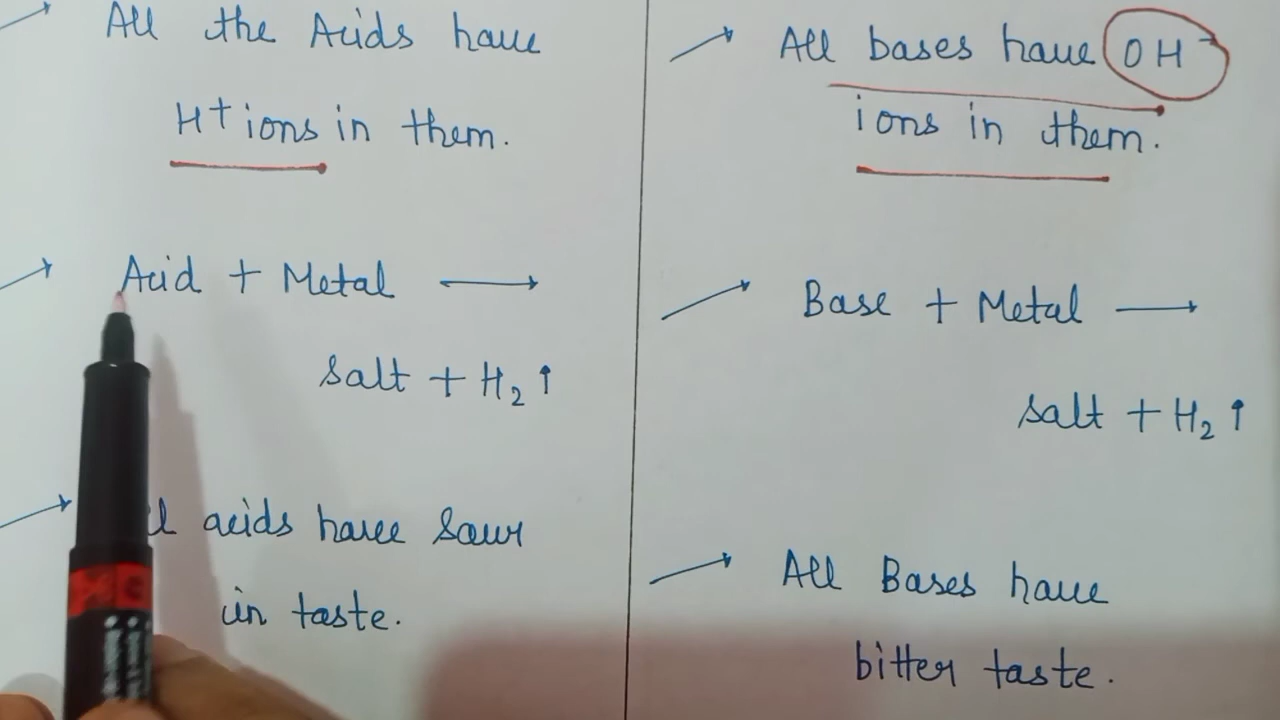 All the Acids have
H⁺ ions in them.
Acid + Metal ⟶
Salt + H₂ ↑
acids have Sour
in taste.
All bases have OH⁻
ions in them.
Base + Metal ⟶
Salt + H₂ ↑
All Bases have
bitter taste.